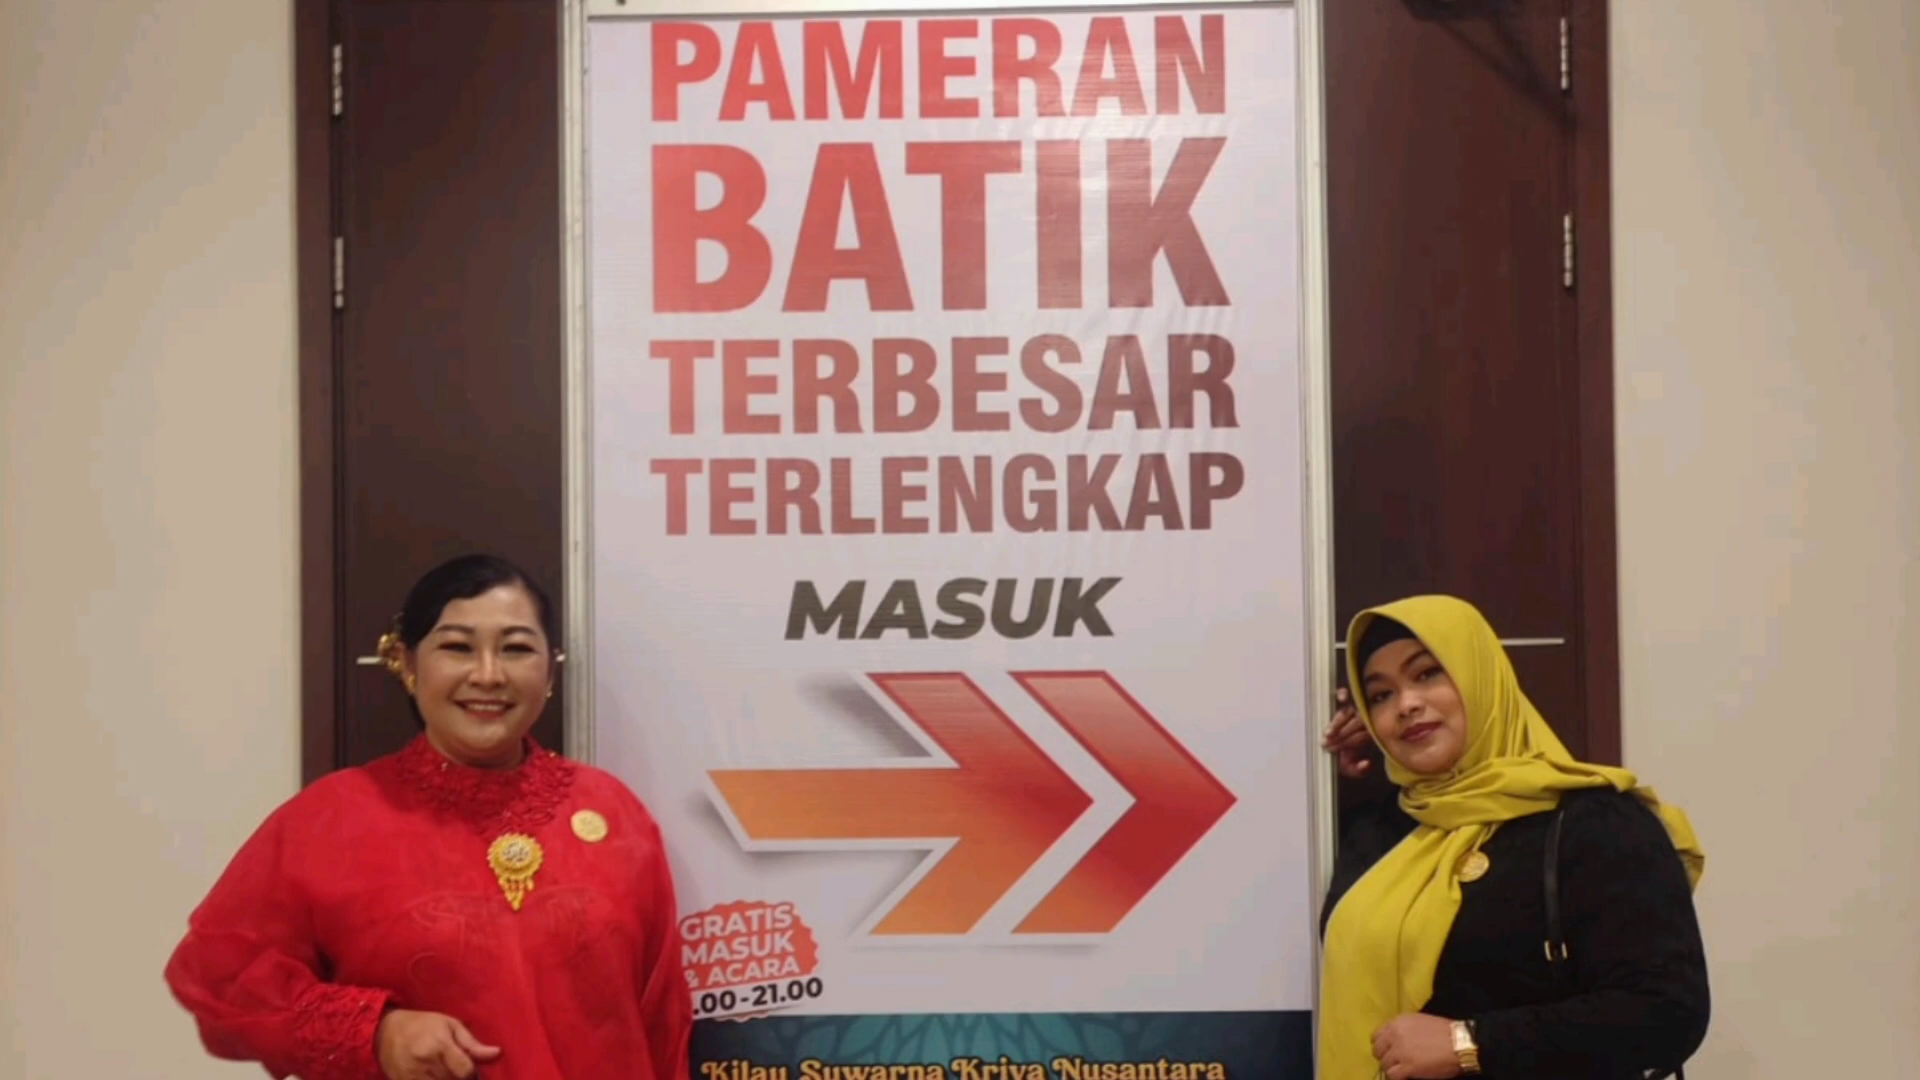 PAMERAN
BATIK
TERBESAR
TERLENGKAP
MASUK
GRATIS
MASUK
& ACARA
.00-21.00
Kilau Suwarna Kriya Nusantara